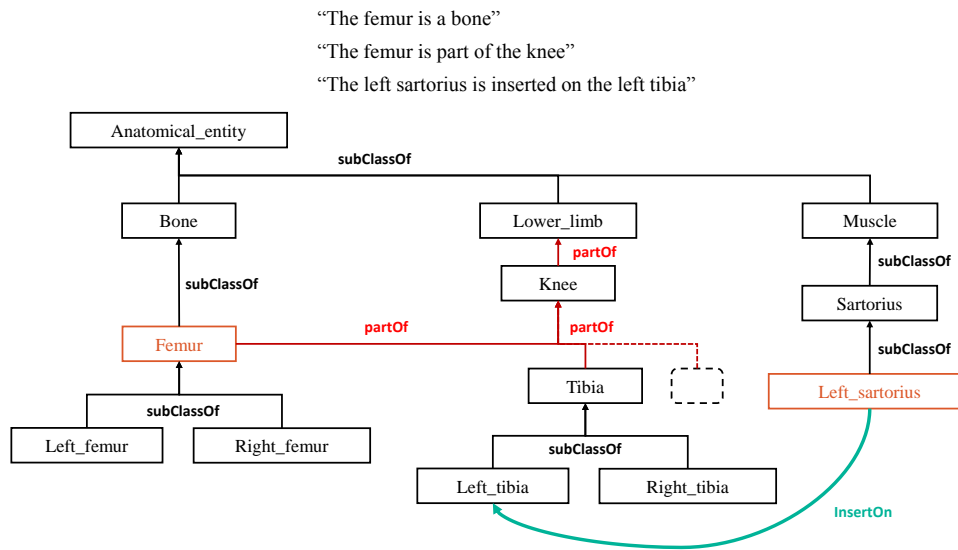 “The femur is a bone”
“The femur is part of the knee”
“The left sartorius is inserted on the left tibia”
Anatomical_entity
subClassOf
Bone
Lower_limb
Muscle
partOf
subClassOf
Knee
subClassOf
Sartorius
partOf
partOf
Femur
subClassOf
Tibia
Left_sartorius
subClassOf
Left_femur
Right_femur
subClassOf
Left_tibia
Right_tibia
InsertOn